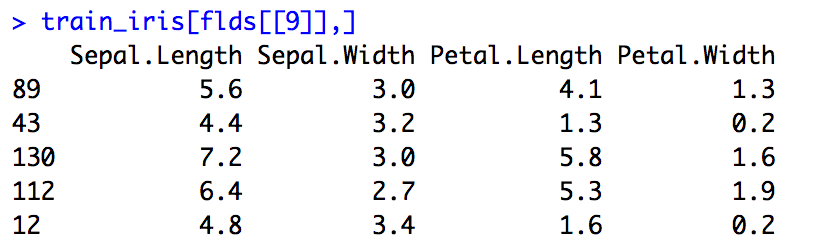 > train_iris[flds[[9]],]
Sepal.Length Sepal.Width Petal.Length Petal.Width
89 5.6 3.0 4.1 1.3
43 4.4 3.2 1.3 0.2
130 7.2 3.0 5.8 1.6
112 6.4 2.7 5.3 1.9
12 4.8 3.4 1.6 0.2